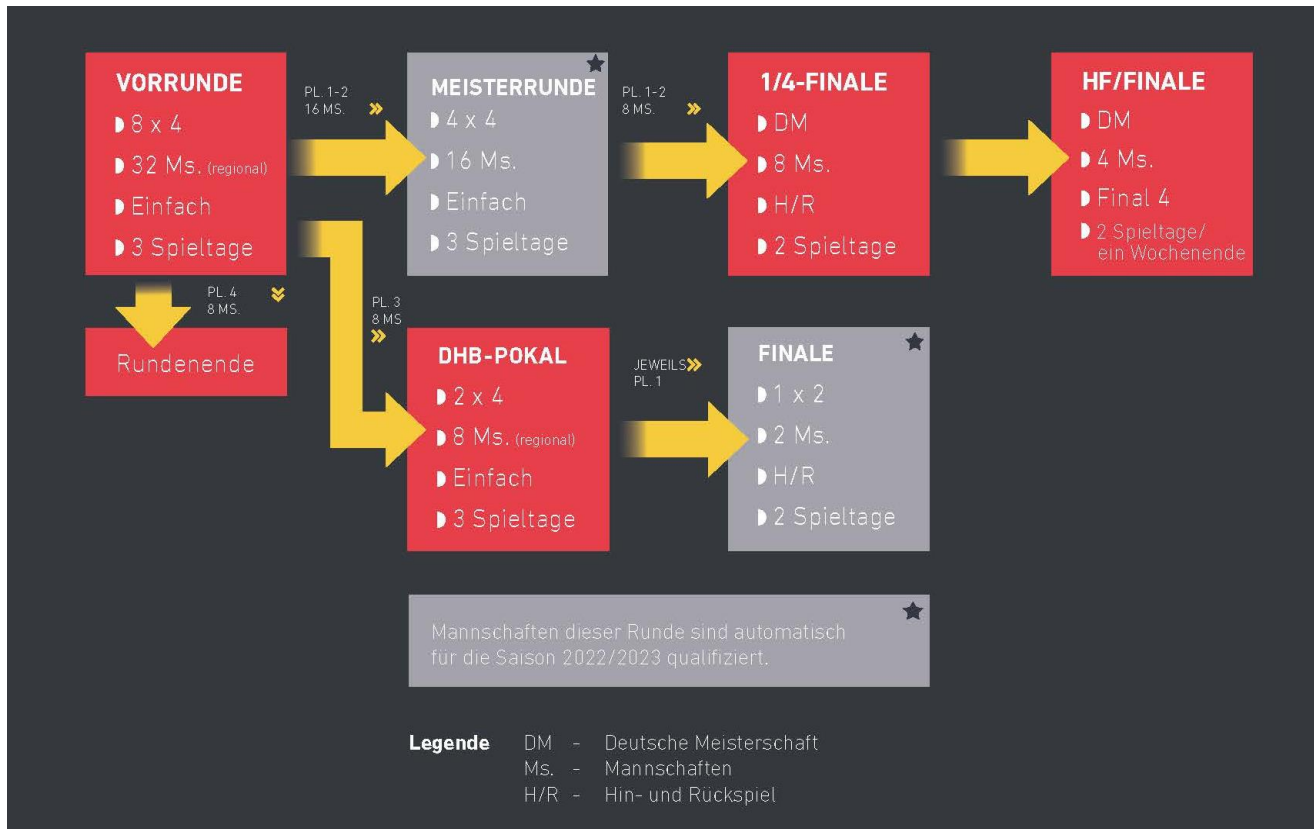 VORRUNDE
8 x 4
32 Ms. (regional)
Einfach
3 Spieltage
PL. 1-2
16 MS.
MEISTERRUNDE
4 x 4
16 Ms.
Einfach
3 Spieltage
PL. 1-2
8 MS.
1/4-FINALE
DM
8 Ms.
H/R
2 Spieltage
HF/FINALE
DM
4 Ms.
Final 4
2 Spieltage/
ein Wochenende
PL. 4
8 MS.
Rundenende
PL. 3
8 MS
DHB-POKAL
2 x 4
8 Ms. (regional)
Einfach
3 Spieltage
JEWEILS
PL. 1
FINALE
1 x 2
2 Ms.
H/R
2 Spieltage
Mannschaften dieser Runde sind automatisch
für die Saison 2022/2023 qualifiziert.
Legende DM - Deutsche Meisterschaft
Ms. - Mannschaften
H/R - Hin- und Rückspiel